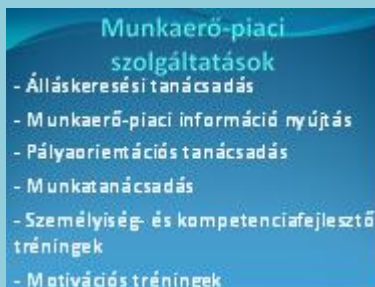 Munkaerő-piaci
szolgáltatások
- Álláskeresési tanácsadás
- Munkaerő-piaci információ nyújtás
- Pályaorientációs tanácsadás
- Munkatanácsadás
- Személyiség- és kompetenciafejlesztő
tréningek
- Motivációs tréningek